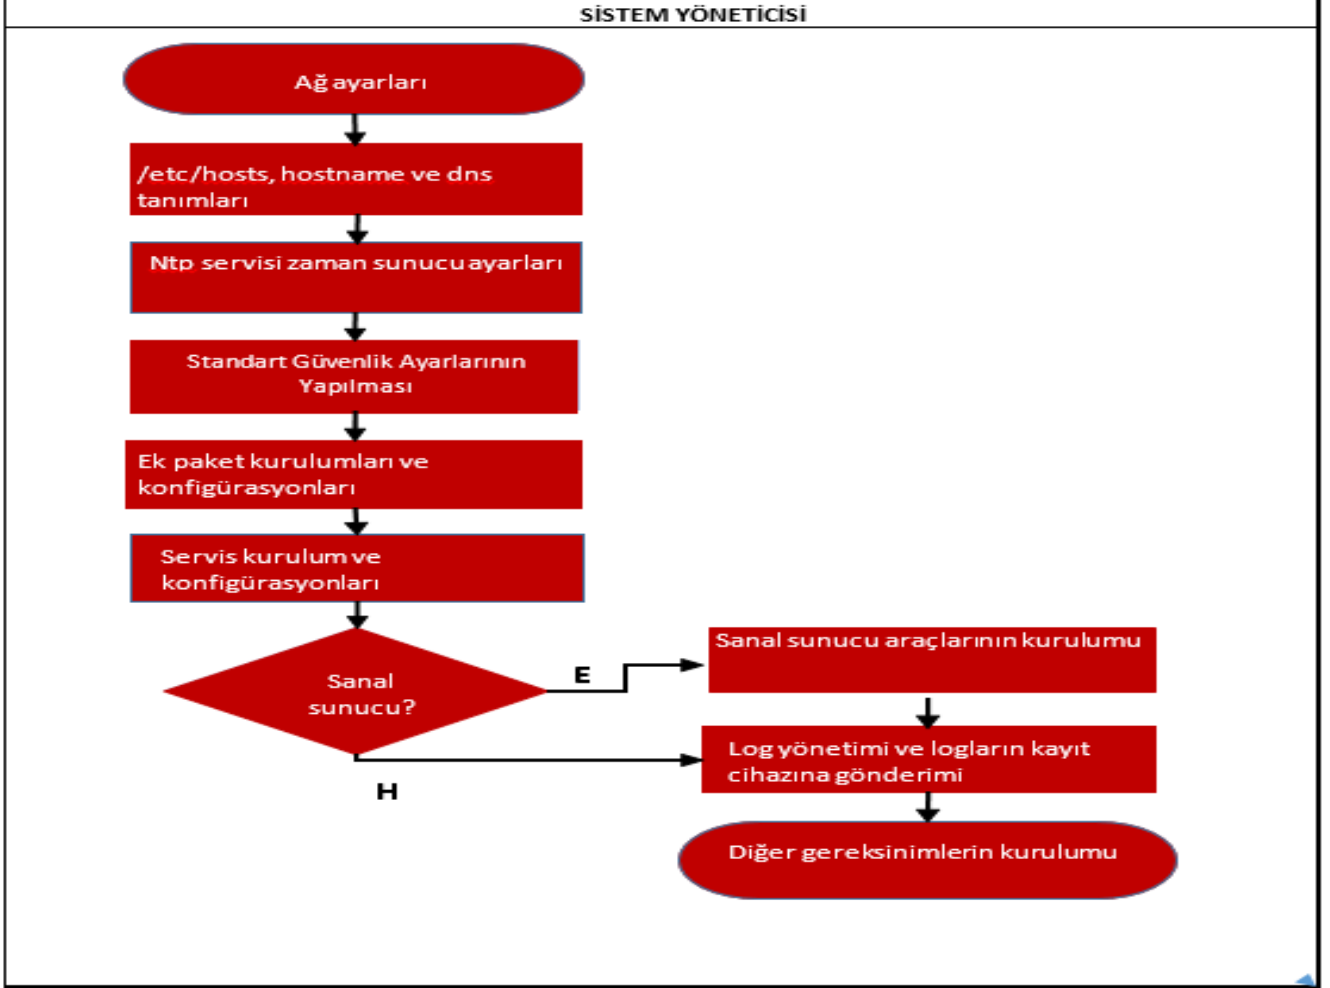 SİSTEM YÖNETİCİSİ
Ağ ayarları
/etc/hosts, hostname ve dns
tanımları
Ntp servisi zaman sunucu ayarları
Standart Güvenlik Ayarlarının
Yapılması
Ek paket kurulumları ve
konfigürasyonları
Servis kurulum ve
konfigürasyonları
Sanal
sunucu?
E
H
Sanal sunucu araçlarının kurulumu
Log yönetimi ve logların kayıt
cihazına gönderimi
Diğer gereksinimlerin kurulumu